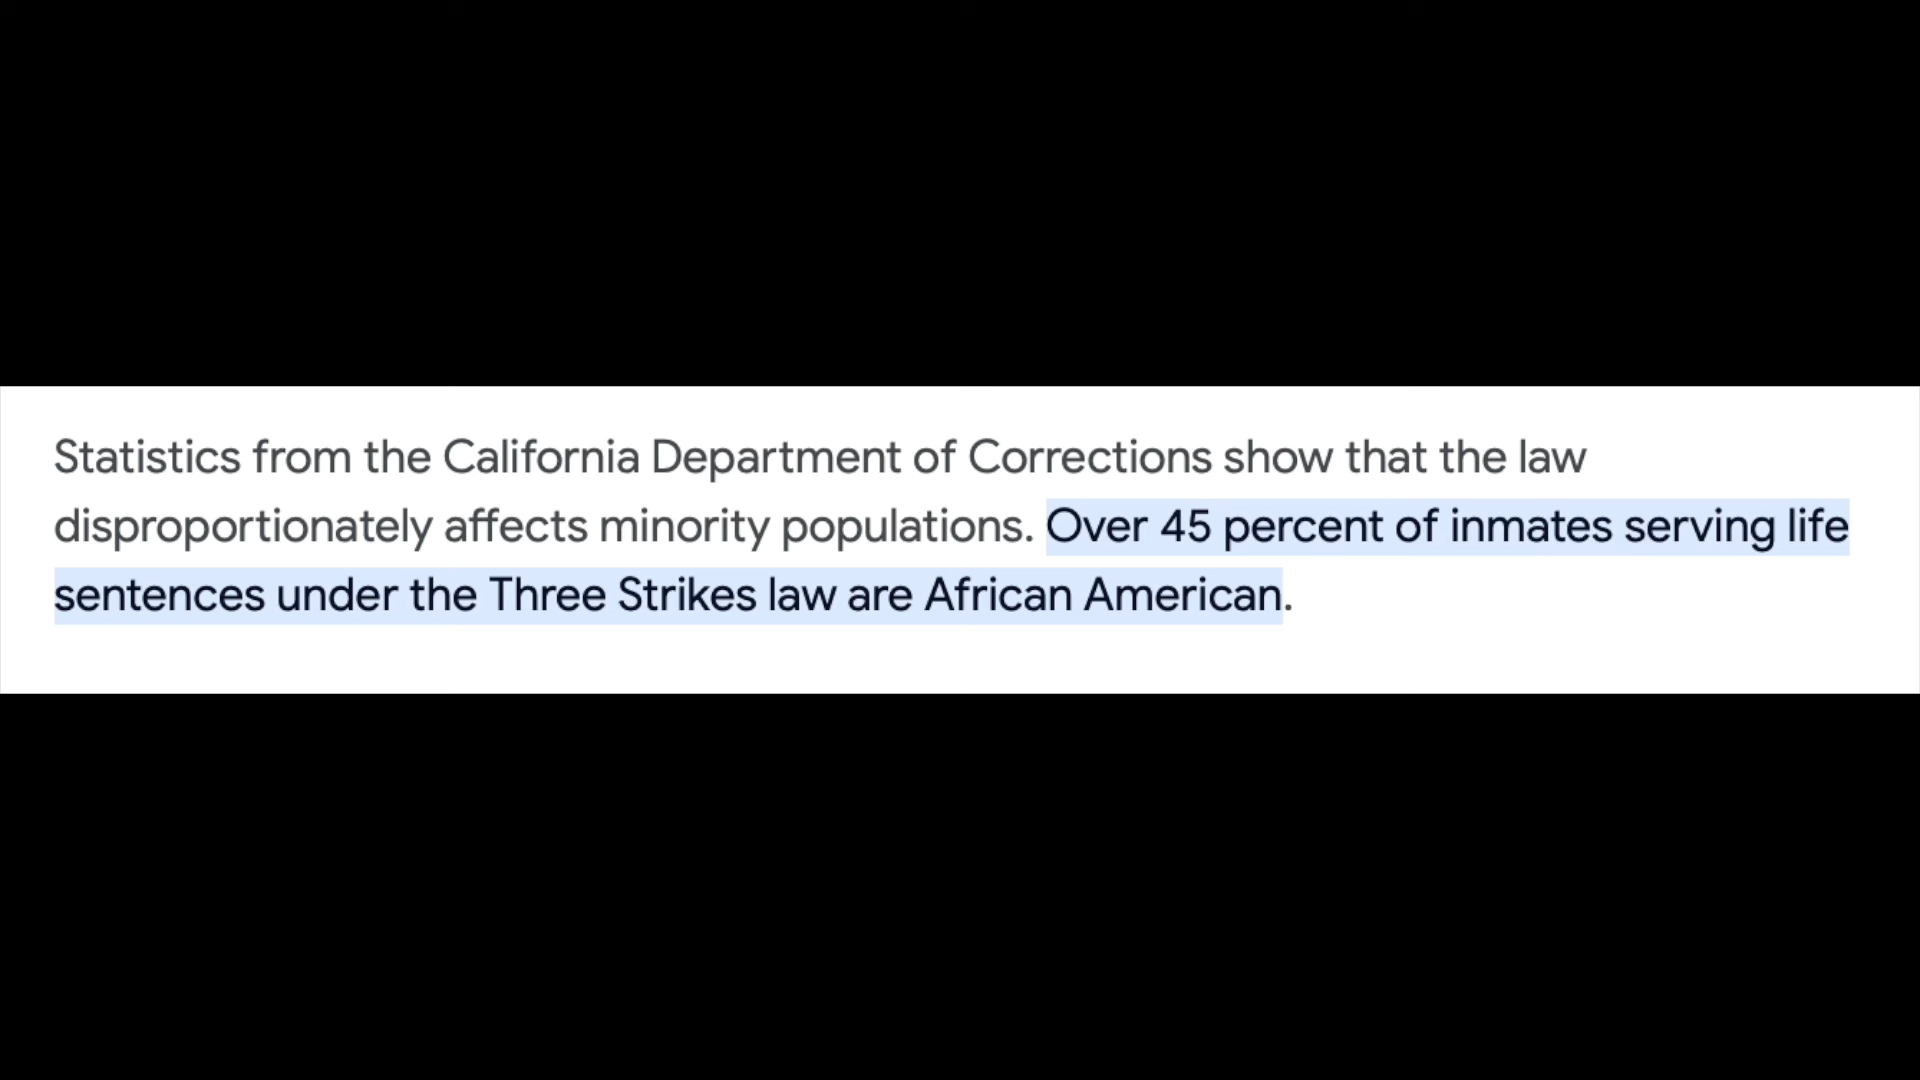 Statistics from the California Department of Corrections show that the law
disproportionately affects minority populations. Over 45 percent of inmates serving life
sentences under the Three Strikes law are African American.